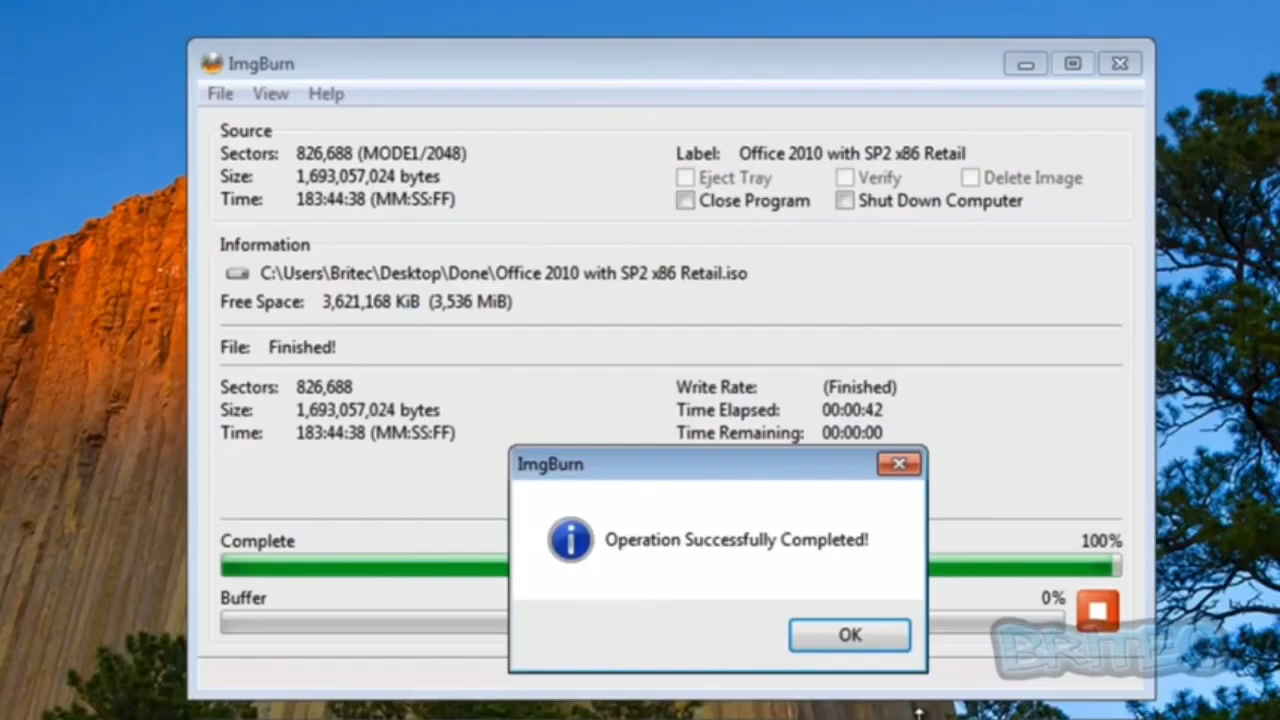 ImgBurn
File View Help
Source
Sectors: 826,688 (MODE1/2048)
Size: 1,693,057,024 bytes
Time: 183:44:38 (MM:SS:FF)
Label: Office 2010 with SP2 x86 Retail
Eject Tray Verify Delete Image
Close Program Shut Down Computer
Information
C:\Users\Britec\Desktop\Done\Office 2010 with SP2 x86 Retail.iso
Free Space: 3,621,168 KiB (3,536 MiB)
File: Finished!
Sectors: 826,688
Size: 1,693,057,024 bytes
Time: 183:44:38 (MM:SS:FF)
Write Rate: (Finished)
Time Elapsed: 00:00:42
Time Remaining: 00:00:00
ImgBurn
Operation Successfully Completed!
OK
Complete 100%
Buffer 0%
BRITEC